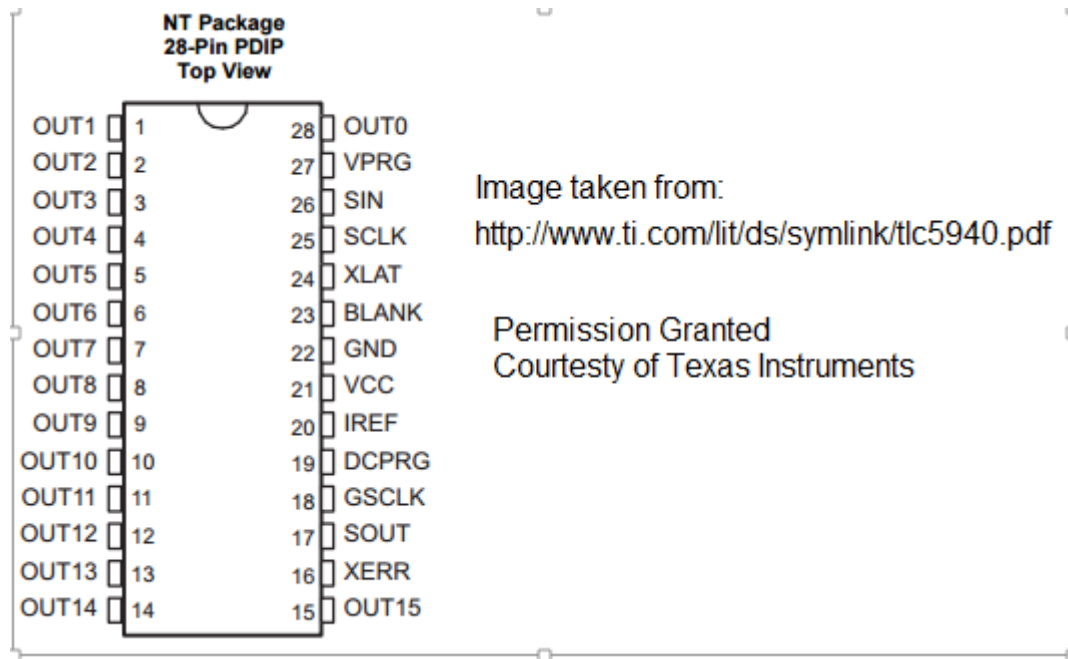 NT Package
28-Pin PDIP
Top View
OUT1 1 28 OUT0
OUT2 2 27 VPRG
OUT3 3 26 SIN
OUT4 4 25 SCLK
OUT5 5 24 XLAT
OUT6 6 23 BLANK
OUT7 7 22 GND
OUT8 8 21 VCC
OUT9 9 20 IREF
OUT10 10 19 DCPRG
OUT11 11 18 GSCLK
OUT12 12 17 SOUT
OUT13 13 16 XERR
OUT14 14 15 OUT15
Image taken from:
http://www.ti.com/lit/ds/symlink/tlc5940.pdf
Permission Granted
Courtesty of Texas Instruments